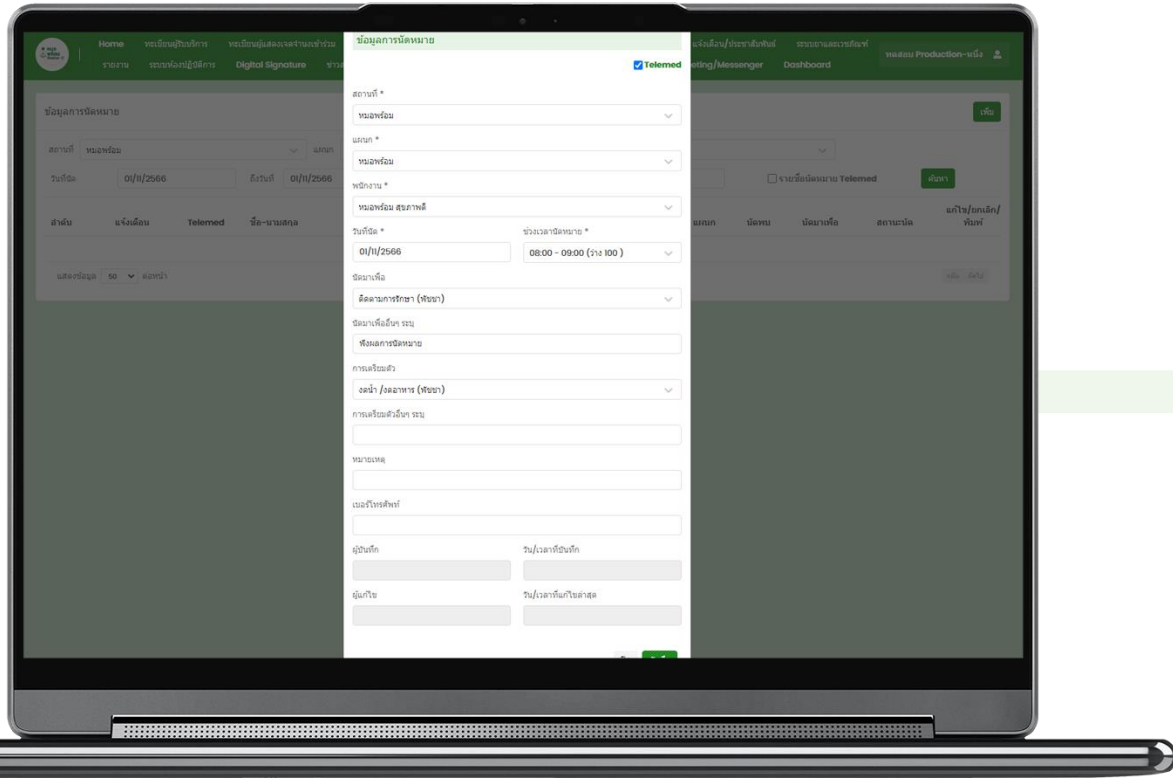 Home ทะเบียนผู้รับบริการ ทะเบียนผู้แสดงเจตจำนงเข้าร่วม
แจ้งเตือน/ประชาสัมพันธ์ ระบบยาและเวชภัณฑ์
รายงาน ระบบห้องปฏิบัติการ Digital Signature
eting/Messenger Dashboard
ทดสอบ Production-หนึ่ง
ข้อมูลการนัดหมาย
เพิ่ม
สถานที่ หมอพร้อม แผนก
วันที่นัด 01/11/2566 ถึงวันที่ 01/11/2566
รายชื่อนัดหมาย Telemed ค้นหา
ลำดับ แจ้งเตือน Telemed ชื่อ-นามสกุล
แผนก นัดพบ นัดมาเพื่อ สถานะนัด แก้ไข/ยกเลิก/
พิมพ์
แสดงข้อมูล 50 ต่อหน้า
ข้อมูลการนัดหมาย
Telemed
สถานที่ *
หมอพร้อม
แผนก *
หมอพร้อม
พนักงาน *
หมอพร้อม สุขภาพดี
วันที่นัด * ช่วงเวลานัดหมาย *
01/11/2566 08:00 - 09:00 (ว่าง 100 )
นัดมาเพื่อ
ติดตามการรักษา (พัชชา)
นัดมาเพื่ออื่นๆ ระบุ
ฟังผลการนัดหมาย
การเตรียมตัว
งดน้ำ /งดอาหาร (พัชชา)
การเตรียมตัวอื่นๆ ระบุ
หมายเหตุ
เบอร์โทรศัพท์
ผู้บันทึก วัน/เวลาที่บันทึก
ผู้แก้ไข วัน/เวลาที่แก้ไขล่าสุด